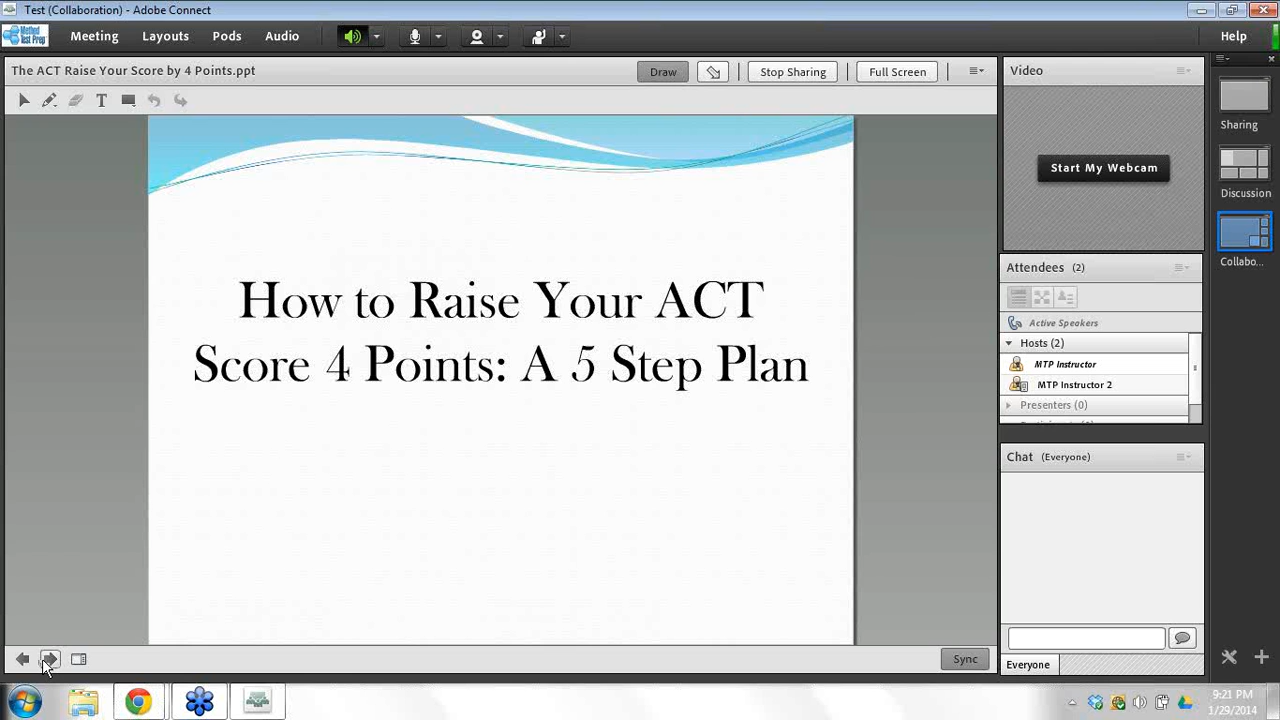 Test (Collaboration) - Adobe Connect
Method
Test Prep
Meeting
Layouts
Pods
Audio
Help
The ACT Raise Your Score by 4 Points.ppt
Draw
Stop Sharing
Full Screen
How to Raise Your ACT
Score 4 Points: A 5 Step Plan
Sync
Video
Start My Webcam
Attendees (2)
Active Speakers
Hosts (2)
MTP Instructor
MTP Instructor 2
Presenters (0)
Chat (Everyone)
Everyone
Sharing
Discussion
Collabo...
9:21 PM
1/29/2014